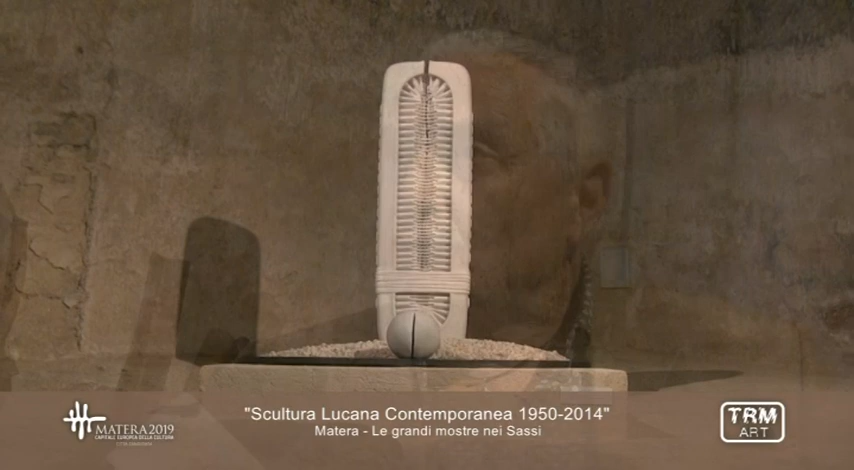 "Scultura Lucana Contemporanea 1950-2014"
Matera - Le grandi mostre nei Sassi
MATERA 2019
CAPITALE EUROPEA DELLA CULTURA
TRM
ART